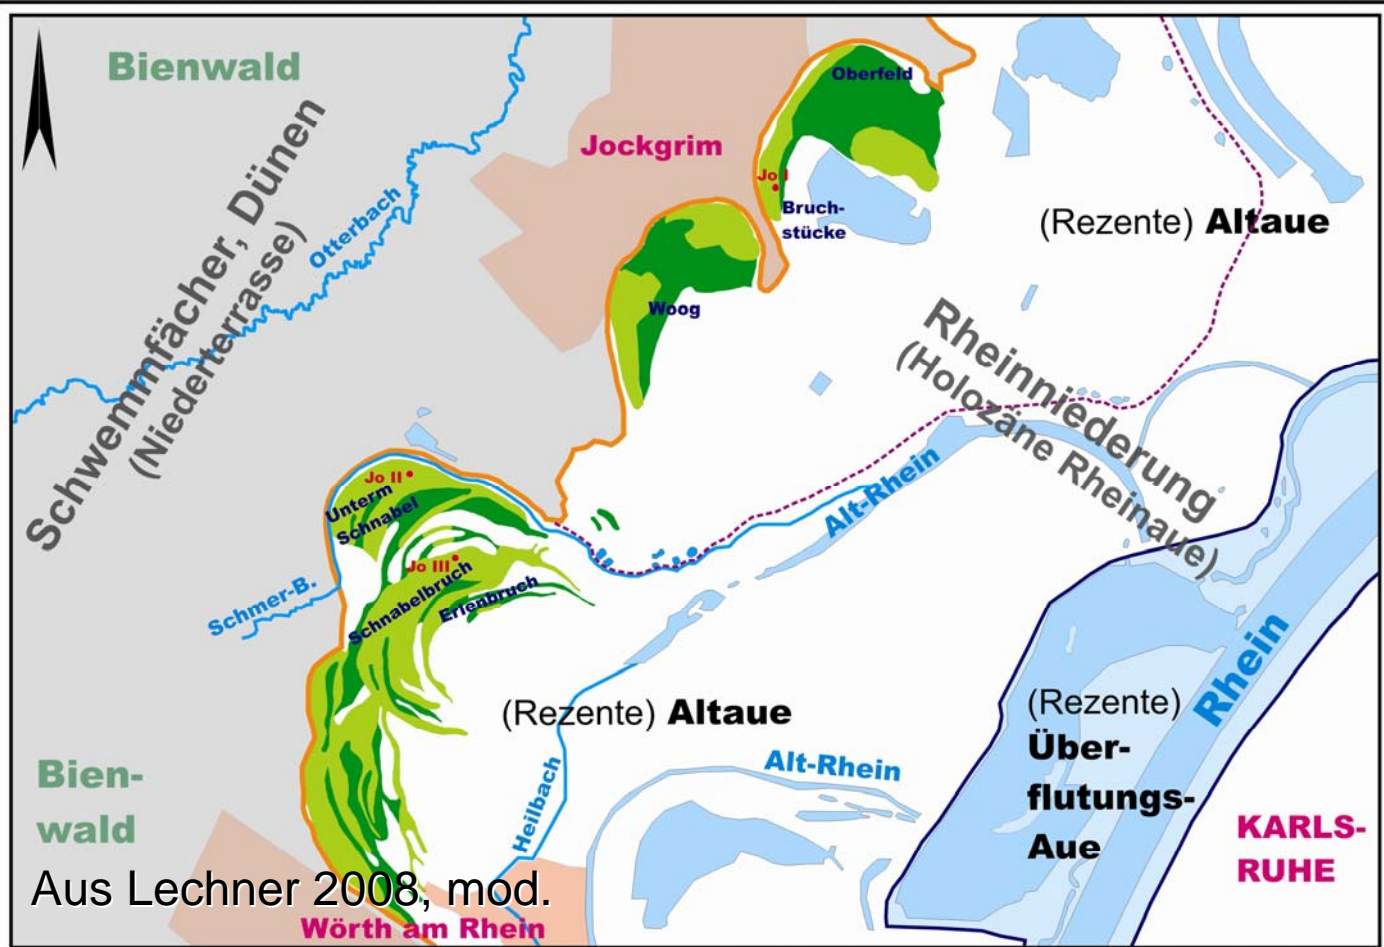 Bienwald
Oberfeld
Jockgrim
Jo I
Bruch-
stücke
(Rezente) Altaue
Otterbach
Schwemmfächer, Dünen
(Niederterrasse)
Woog
Rheinniederung
(Holozäne Rheinaue)
Jo II
Unterm
Schnabel
Alt-Rhein
Jo III
Schnabelbruch
Erlenbruch
Schmer-B.
Rhein
(Rezente) Altaue
(Rezente)
Über-
flutungs-
Aue
Alt-Rhein
Heilbach
Bien-
wald
KARLS-
RUHE
Aus Lechner 2008, mod.
Wörth am Rhein